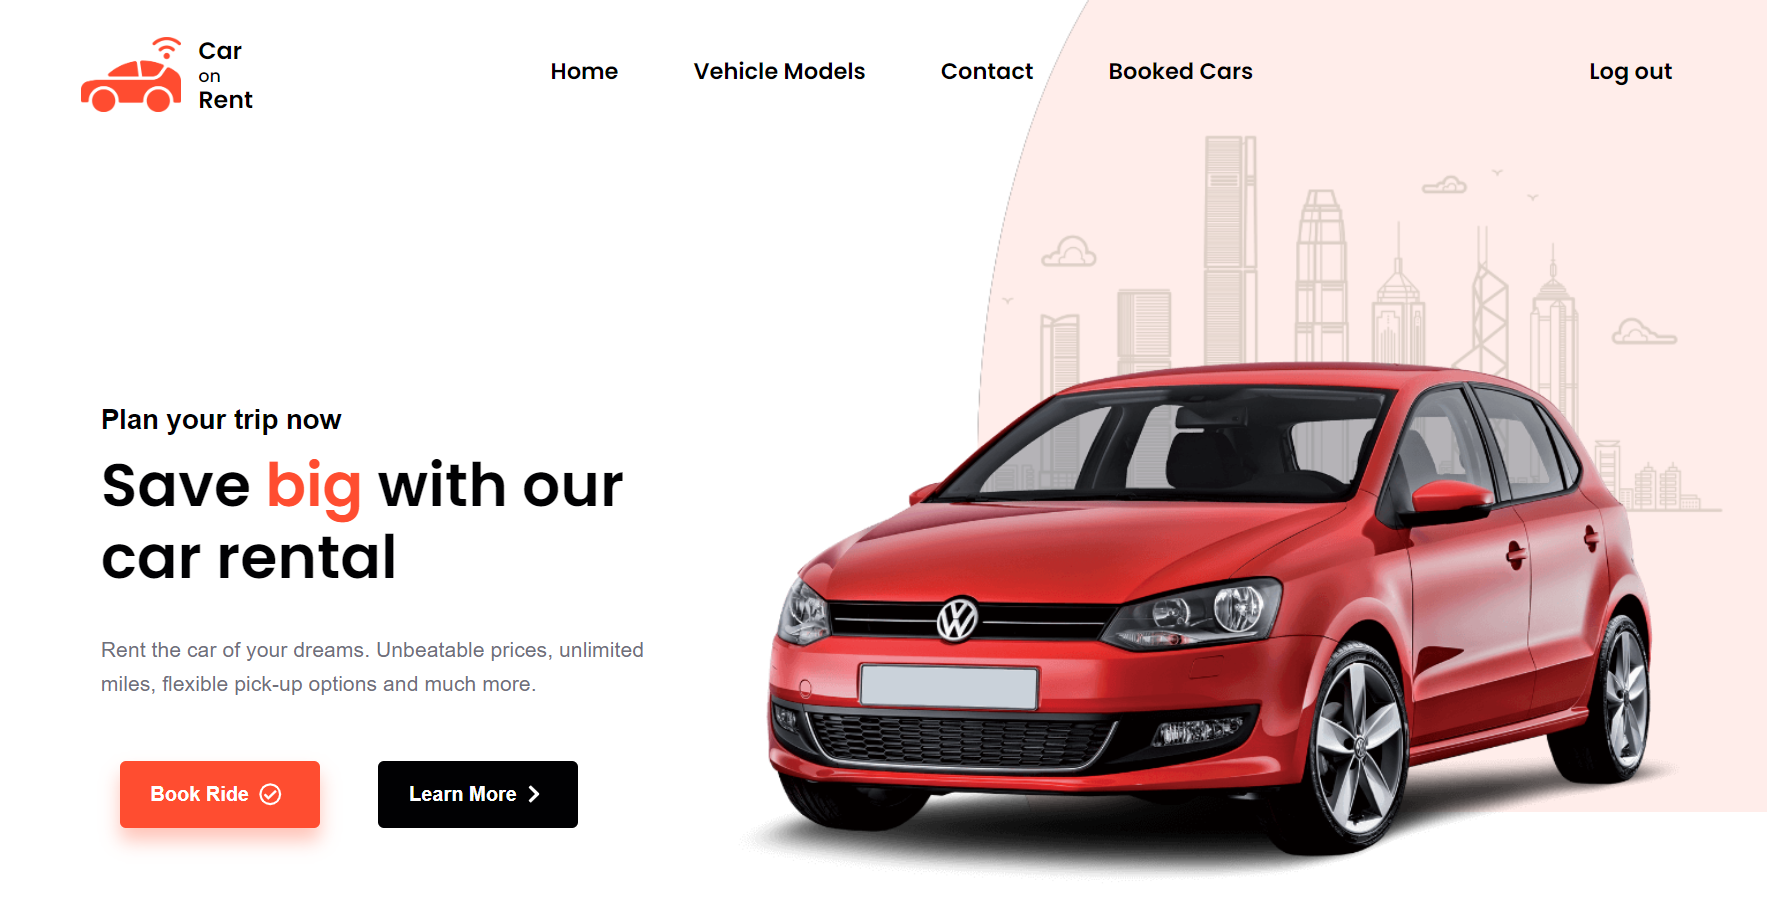 Car
on
Rent
Home
Vehicle Models
Contact
Booked Cars
Log out
Plan your trip now
Save big with our
car rental
Rent the car of your dreams. Unbeatable prices, unlimited
miles, flexible pick-up options and much more.
Book Ride
Learn More